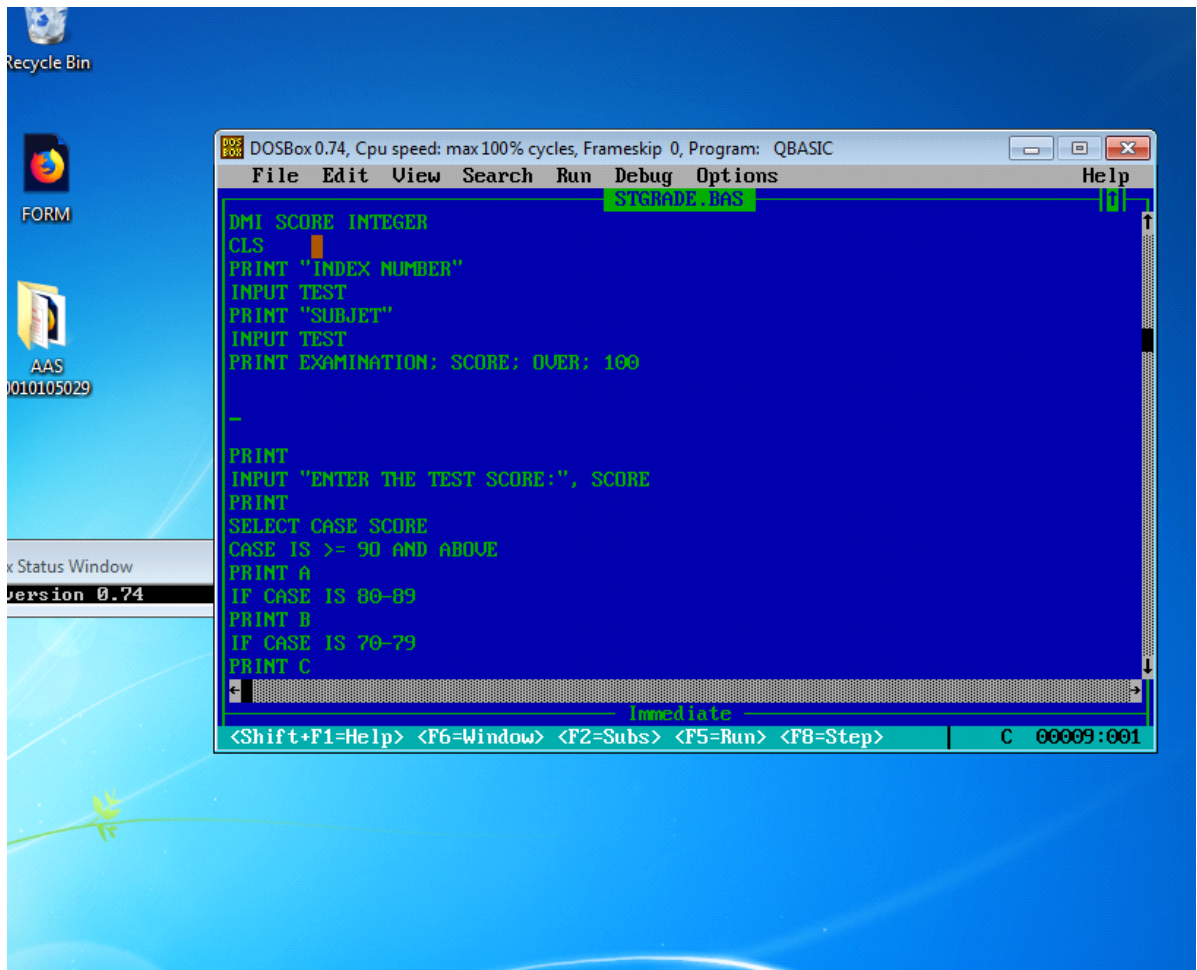 Recycle Bin
FORM
AAS
0010105029
x Status Window
version 0.74
DOSBox 0.74, Cpu speed: max 100% cycles, Frameskip 0, Program: QBASIC
File Edit View Search Run Debug Options Help
STGRADE.BAS
DMI SCORE INTEGER
CLS
PRINT "INDEX NUMBER"
INPUT TEST
PRINT "SUBJET"
INPUT TEST
PRINT EXAMINATION; SCORE; OVER; 100
PRINT
INPUT "ENTER THE TEST SCORE:", SCORE
PRINT
SELECT CASE SCORE
CASE IS >= 90 AND ABOVE
PRINT A
IF CASE IS 80-89
PRINT B
IF CASE IS 70-79
PRINT C
Immediate
<Shift+F1=Help> <F6=Window> <F2=Subs> <F5=Run> <F8=Step> C 00009:001